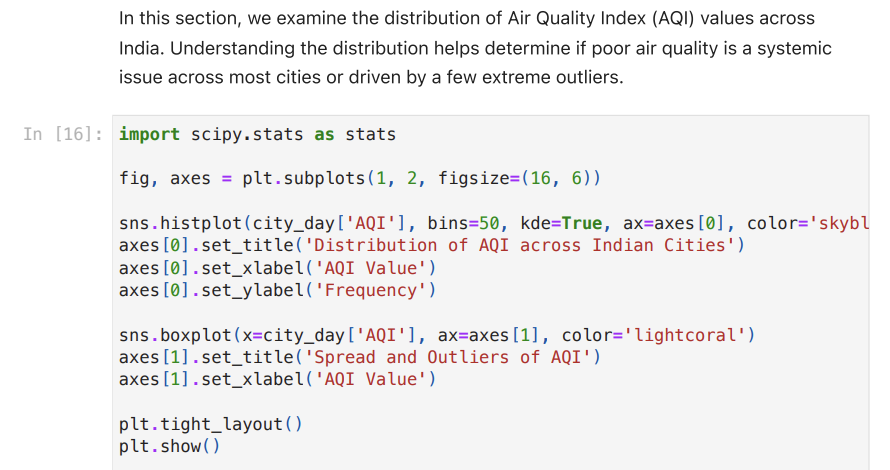 In this section, we examine the distribution of Air Quality Index (AQI) values across
India. Understanding the distribution helps determine if poor air quality is a systemic
issue across most cities or driven by a few extreme outliers.
In [16]:
import scipy.stats as stats
fig, axes = plt.subplots(1, 2, figsize=(16, 6))
sns.histplot(city_day['AQI'], bins=50, kde=True, ax=axes[0], color='skybl
axes[0].set_title('Distribution of AQI across Indian Cities')
axes[0].set_xlabel('AQI Value')
axes[0].set_ylabel('Frequency')
sns.boxplot(x=city_day['AQI'], ax=axes[1], color='lightcoral')
axes[1].set_title('Spread and Outliers of AQI')
axes[1].set_xlabel('AQI Value')
plt.tight_layout()
plt.show()